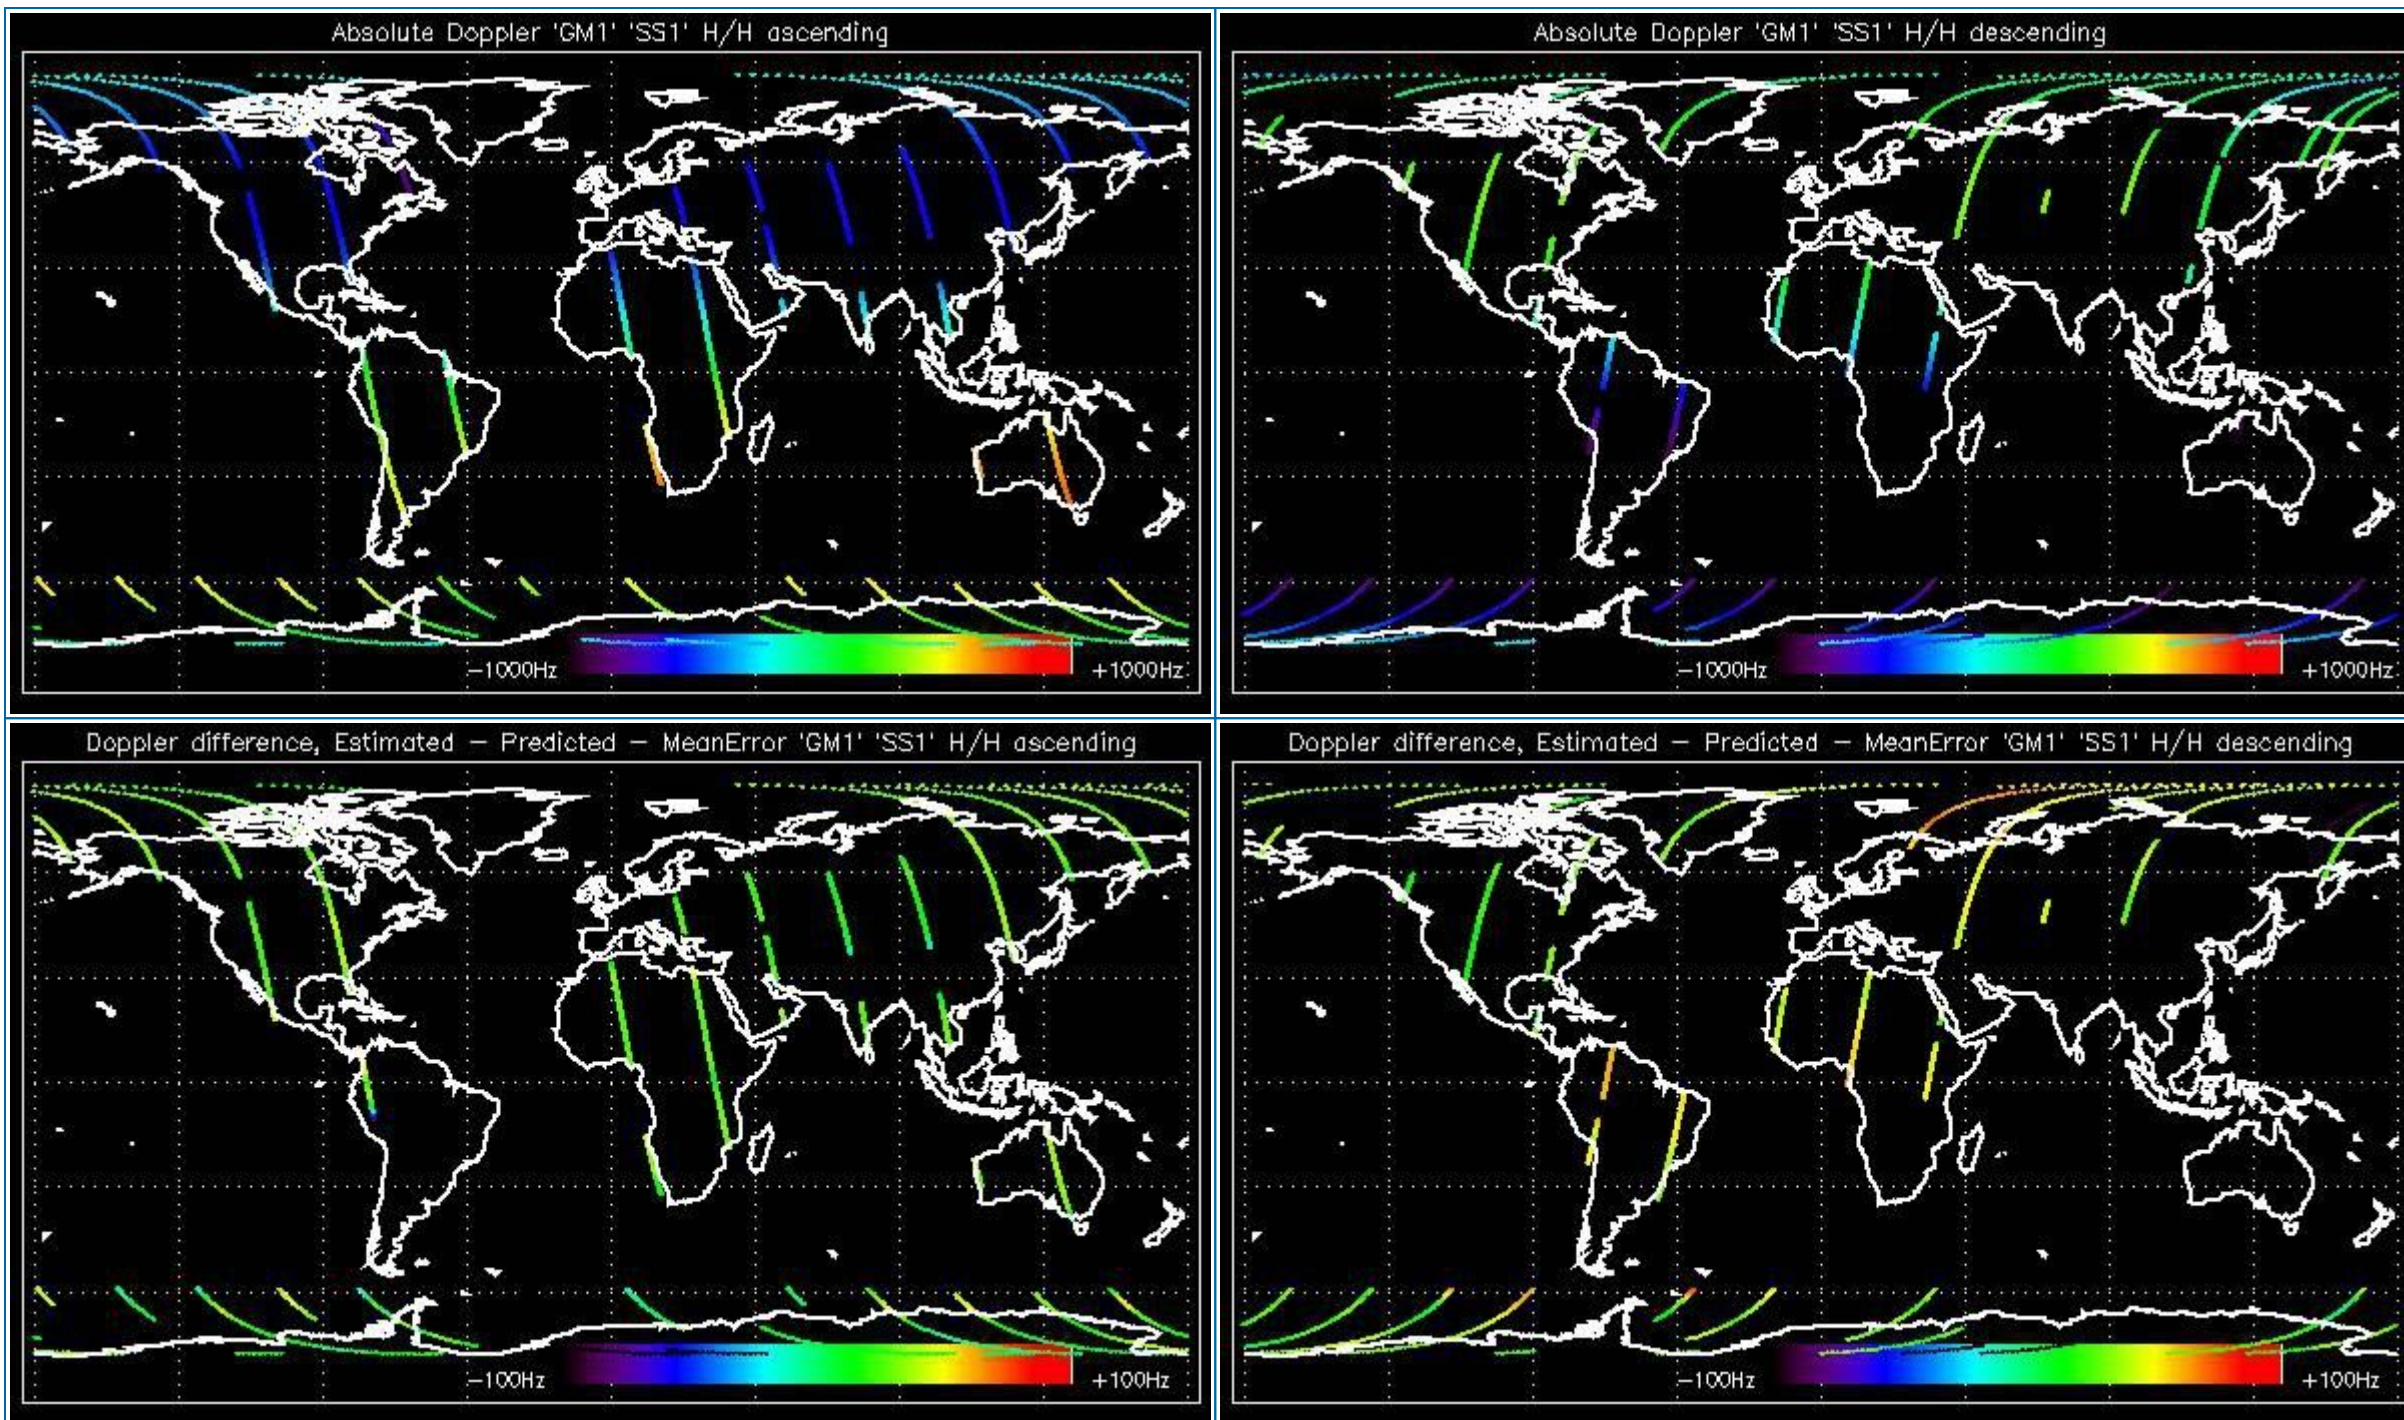 Absolute Doppler 'GM1' 'SS1' H/H ascending
-1000Hz
+1000Hz
Absolute Doppler 'GM1' 'SS1' H/H descending
-1000Hz
+1000Hz
Doppler difference, Estimated - Predicted - MeanError 'GM1' 'SS1' H/H ascending
-100Hz
+100Hz
Doppler difference, Estimated - Predicted - MeanError 'GM1' 'SS1' H/H descending
-100Hz
+100Hz